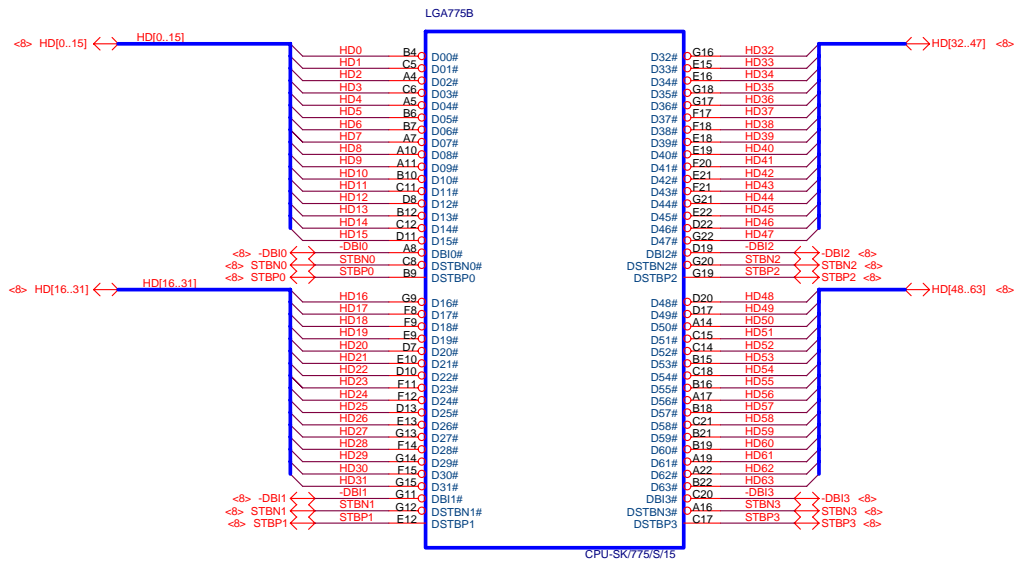 LGA775B
<8> HD[0..15] HD[0..15] HD[32..47] <8>
HD0 B4 D00# D32# G16 HD32
HD1 C5 D01# D33# E15 HD33
HD2 A4 D02# D34# E16 HD34
HD3 C6 D03# D35# G18 HD35
HD4 A5 D04# D36# G17 HD36
HD5 B6 D05# D37# F17 HD37
HD6 B7 D06# D38# F18 HD38
HD7 A7 D07# D39# E18 HD39
HD8 A10 D08# D40# E19 HD40
HD9 A11 D09# D41# F20 HD41
HD10 B10 D10# D42# E21 HD42
HD11 C11 D11# D43# F21 HD43
HD12 D8 D12# D44# G21 HD44
HD13 B12 D13# D45# E22 HD45
HD14 C12 D14# D46# D22 HD46
HD15 D11 D15# D47# G22 HD47
<8> -DBI0 -DBI0 A8 DBI0# DBI2# D19 -DBI2 -DBI2 <8>
<8> STBN0 STBN0 C8 DSTBN0# DSTBN2# G20 STBN2 STBN2 <8>
<8> STBP0 STBP0 B9 DSTBP0 DSTBP2 G19 STBP2 STBP2 <8>
<8> HD[16..31] HD[16..31] HD[48..63] <8>
HD16 G9 D16# D48# D20 HD48
HD17 F8 D17# D49# D17 HD49
HD18 F9 D18# D50# A14 HD50
HD19 E9 D19# D51# C15 HD51
HD20 D7 D20# D52# C14 HD52
HD21 E10 D21# D53# B15 HD53
HD22 D10 D22# D54# C18 HD54
HD23 F11 D23# D55# B16 HD55
HD24 F12 D24# D56# A17 HD56
HD25 D13 D25# D57# B18 HD57
HD26 E13 D26# D58# C21 HD58
HD27 G13 D27# D59# B21 HD59
HD28 F14 D28# D60# B19 HD60
HD29 G14 D29# D61# A19 HD61
HD30 F15 D30# D62# A22 HD62
HD31 G15 D31# D63# B22 HD63
<8> -DBI1 -DBI1 G11 DBI1# DBI3# C20 -DBI3 -DBI3 <8>
<8> STBN1 STBN1 G12 DSTBN1# DSTBN3# A16 STBN3 STBN3 <8>
<8> STBP1 STBP1 E12 DSTBP1 DSTBP3 C17 STBP3 STBP3 <8>
CPU-SK/775/S/15